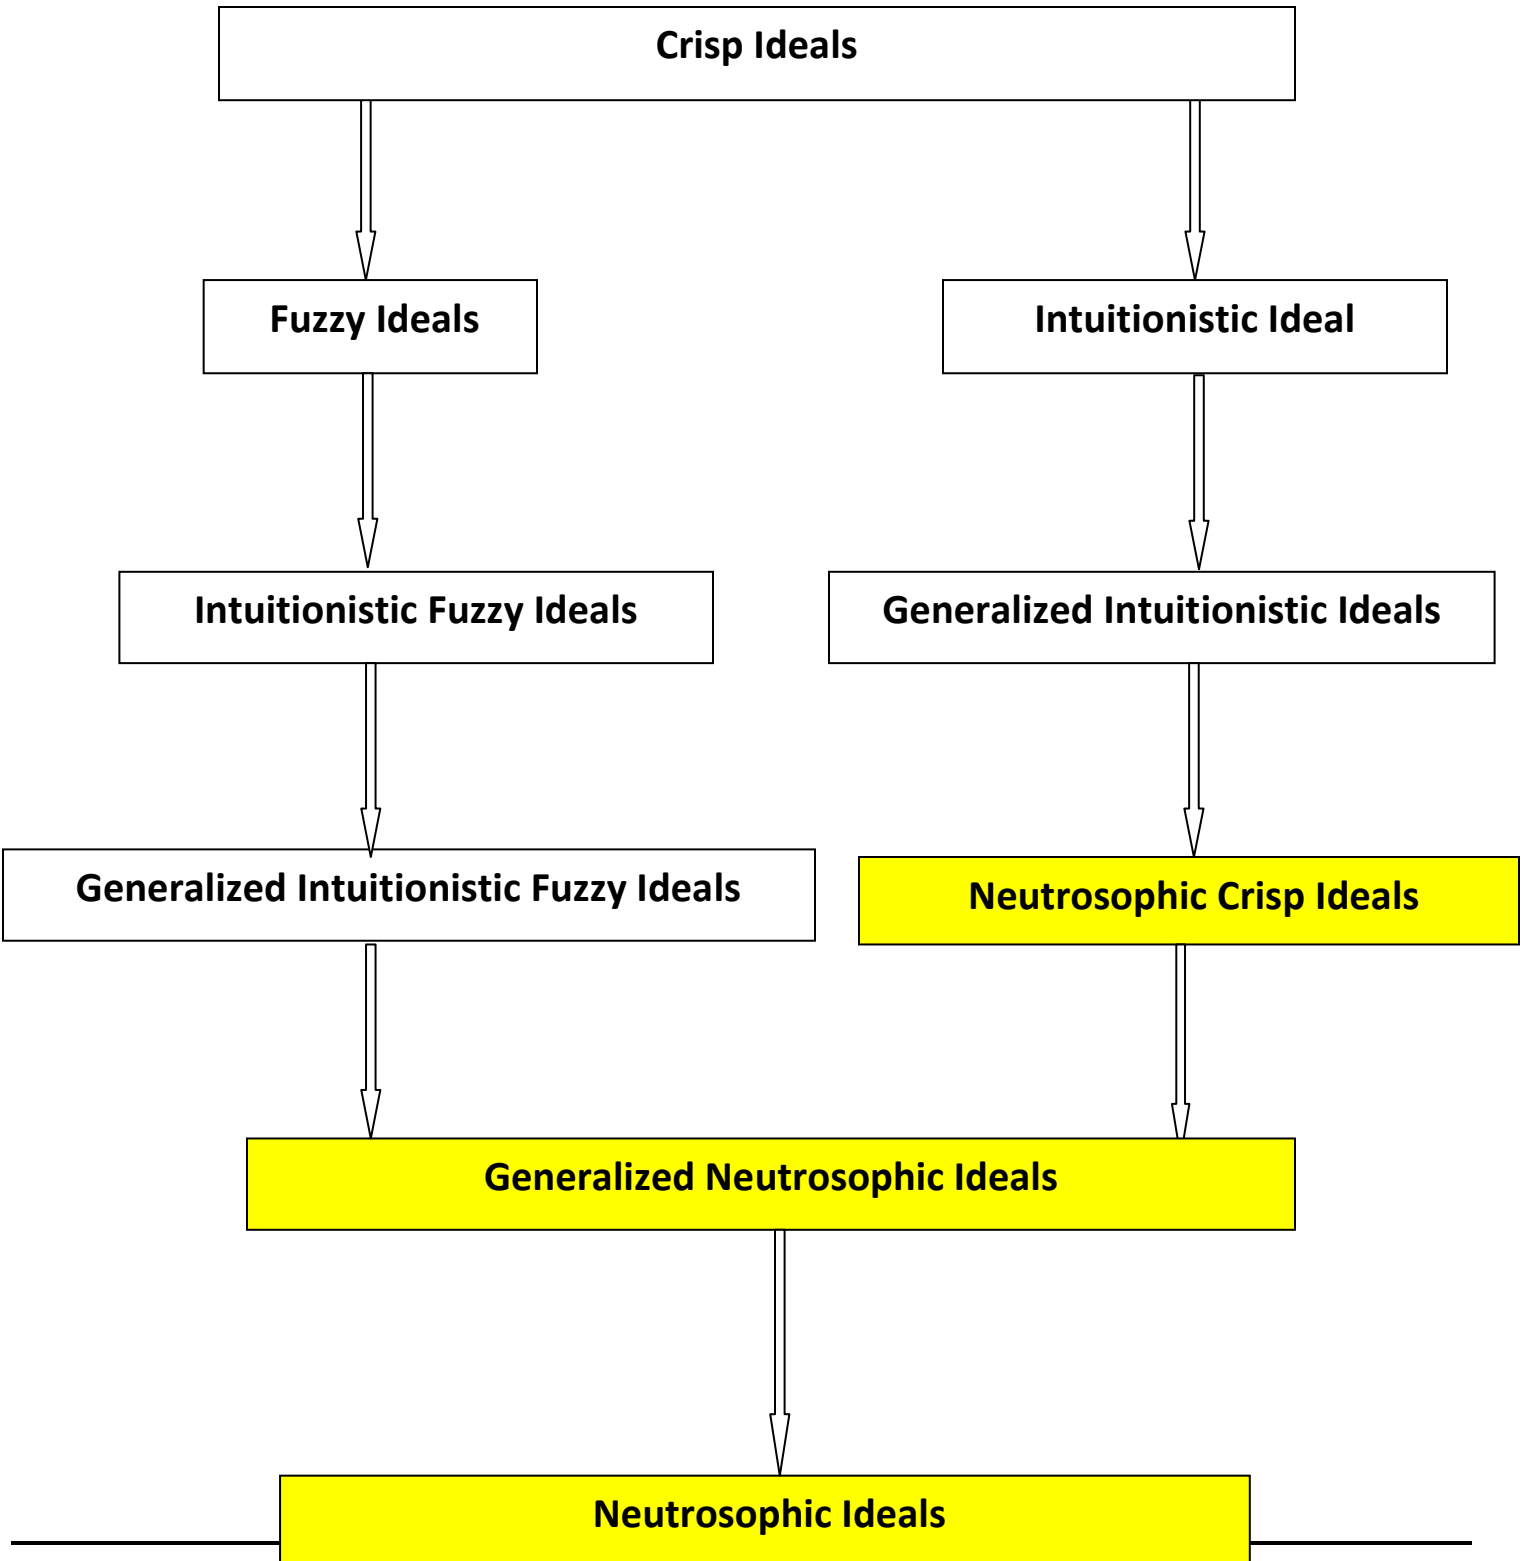 Crisp Ideals
Fuzzy Ideals
Intuitionistic Ideal
Intuitionistic Fuzzy Ideals
Generalized Intuitionistic Ideals
Generalized Intuitionistic Fuzzy Ideals
Neutrosophic Crisp Ideals
Generalized Neutrosophic Ideals
Neutrosophic Ideals